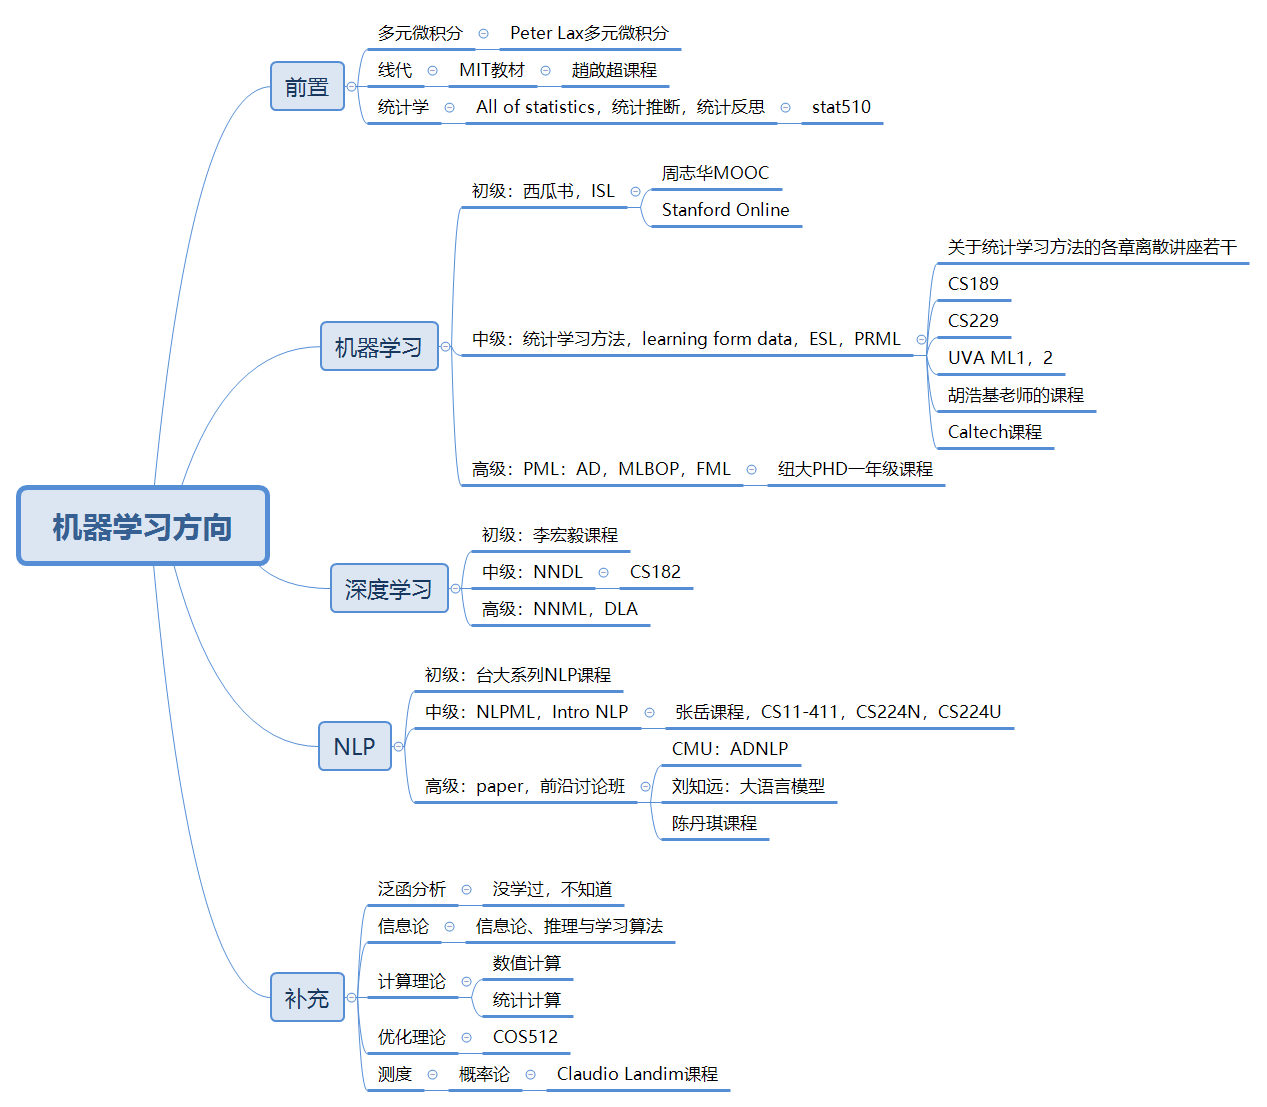 机器学习方向
前置
多元微积分
Peter Lax多元微积分
线代
MIT教材
趙啟超课程
统计学
All of statistics，统计推断，统计反思
stat510
机器学习
初级：西瓜书，ISL
周志华MOOC
Stanford Online
中级：统计学习方法，learning form data，ESL，PRML
关于统计学习方法的各章离散讲座若干
CS189
CS229
UVA ML1，2
胡浩基老师的课程
Caltech课程
高级：PML：AD，MLBOP，FML
纽大PHD一年级课程
深度学习
初级：李宏毅课程
中级：NNDL
CS182
高级：NNML，DLA
NLP
初级：台大系列NLP课程
中级：NLPML，Intro NLP
张岳课程，CS11-411，CS224N，CS224U
高级：paper，前沿讨论班
CMU：ADNLP
刘知远：大语言模型
陈丹琪课程
补充
泛函分析
没学过，不知道
信息论
信息论、推理与学习算法
计算理论
数值计算
统计计算
优化理论
COS512
测度
概率论
Claudio Landim课程